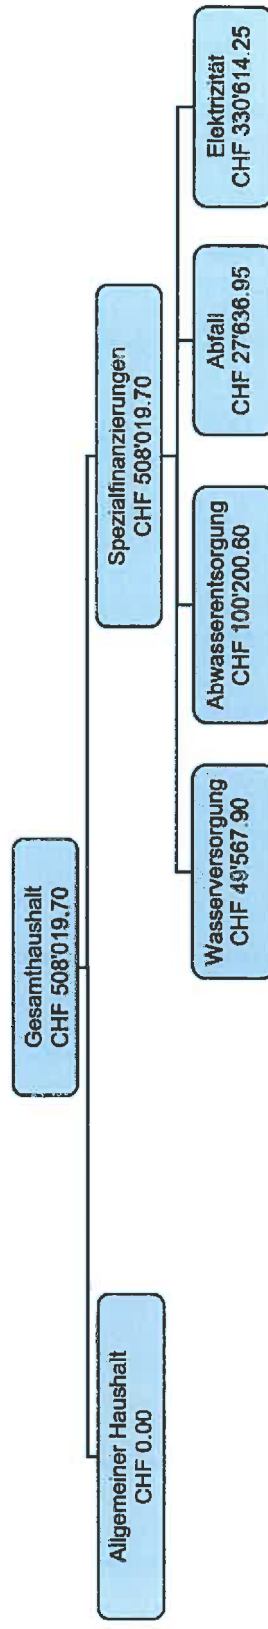 Gesamthaushalt
CHF 508'019.70
Allgemeiner Haushalt
CHF 0.00
Spezialfinanzierungen
CHF 508'019.70
Wasserversorgung
CHF 49'567.90
Abwasserentsorgung
CHF 100'200.60
Abfall
CHF 27'636.95
Elektrizität
CHF 330'614.25